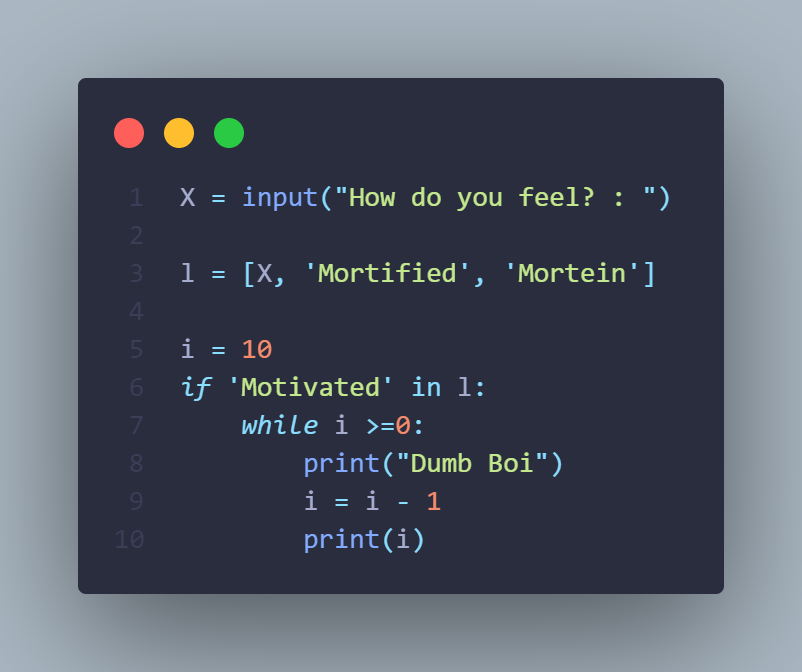 1 X = input("How do you feel? : ")
2
3 l = [X, 'Mortified', 'Mortein']
4
5 i = 10
6 if 'Motivated' in l:
7     while i >=0:
8         print("Dumb Boi")
9         i = i - 1
10         print(i)